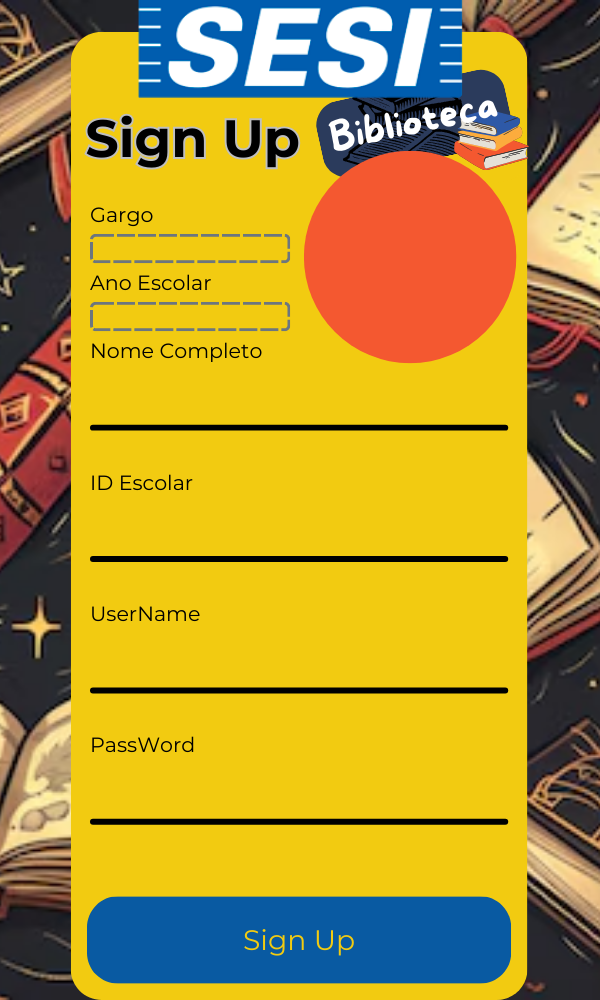 SESI
Biblioteca
Sign Up
Gargo
Ano Escolar
Nome Completo
ID Escolar
UserName
PassWord
Sign Up